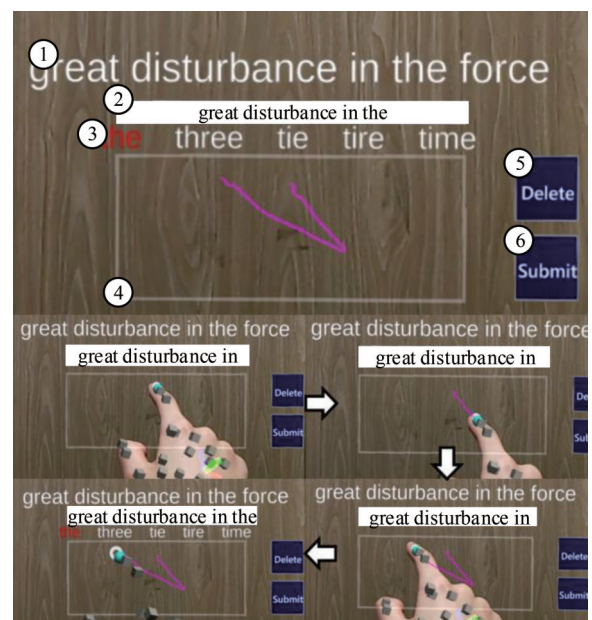 1
great disturbance in the force
2
great disturbance in the
3
the three tie tire time
5
Delete
4
6
Submit
great disturbance in the force
great disturbance in
Delete
Submit
great disturbance in the force
great disturbance in
De
Sul
great disturbance in the force
great disturbance in the
the three tie tire time
Delete
Submit
great disturbance in the force
great disturbance in
Delete
Submit